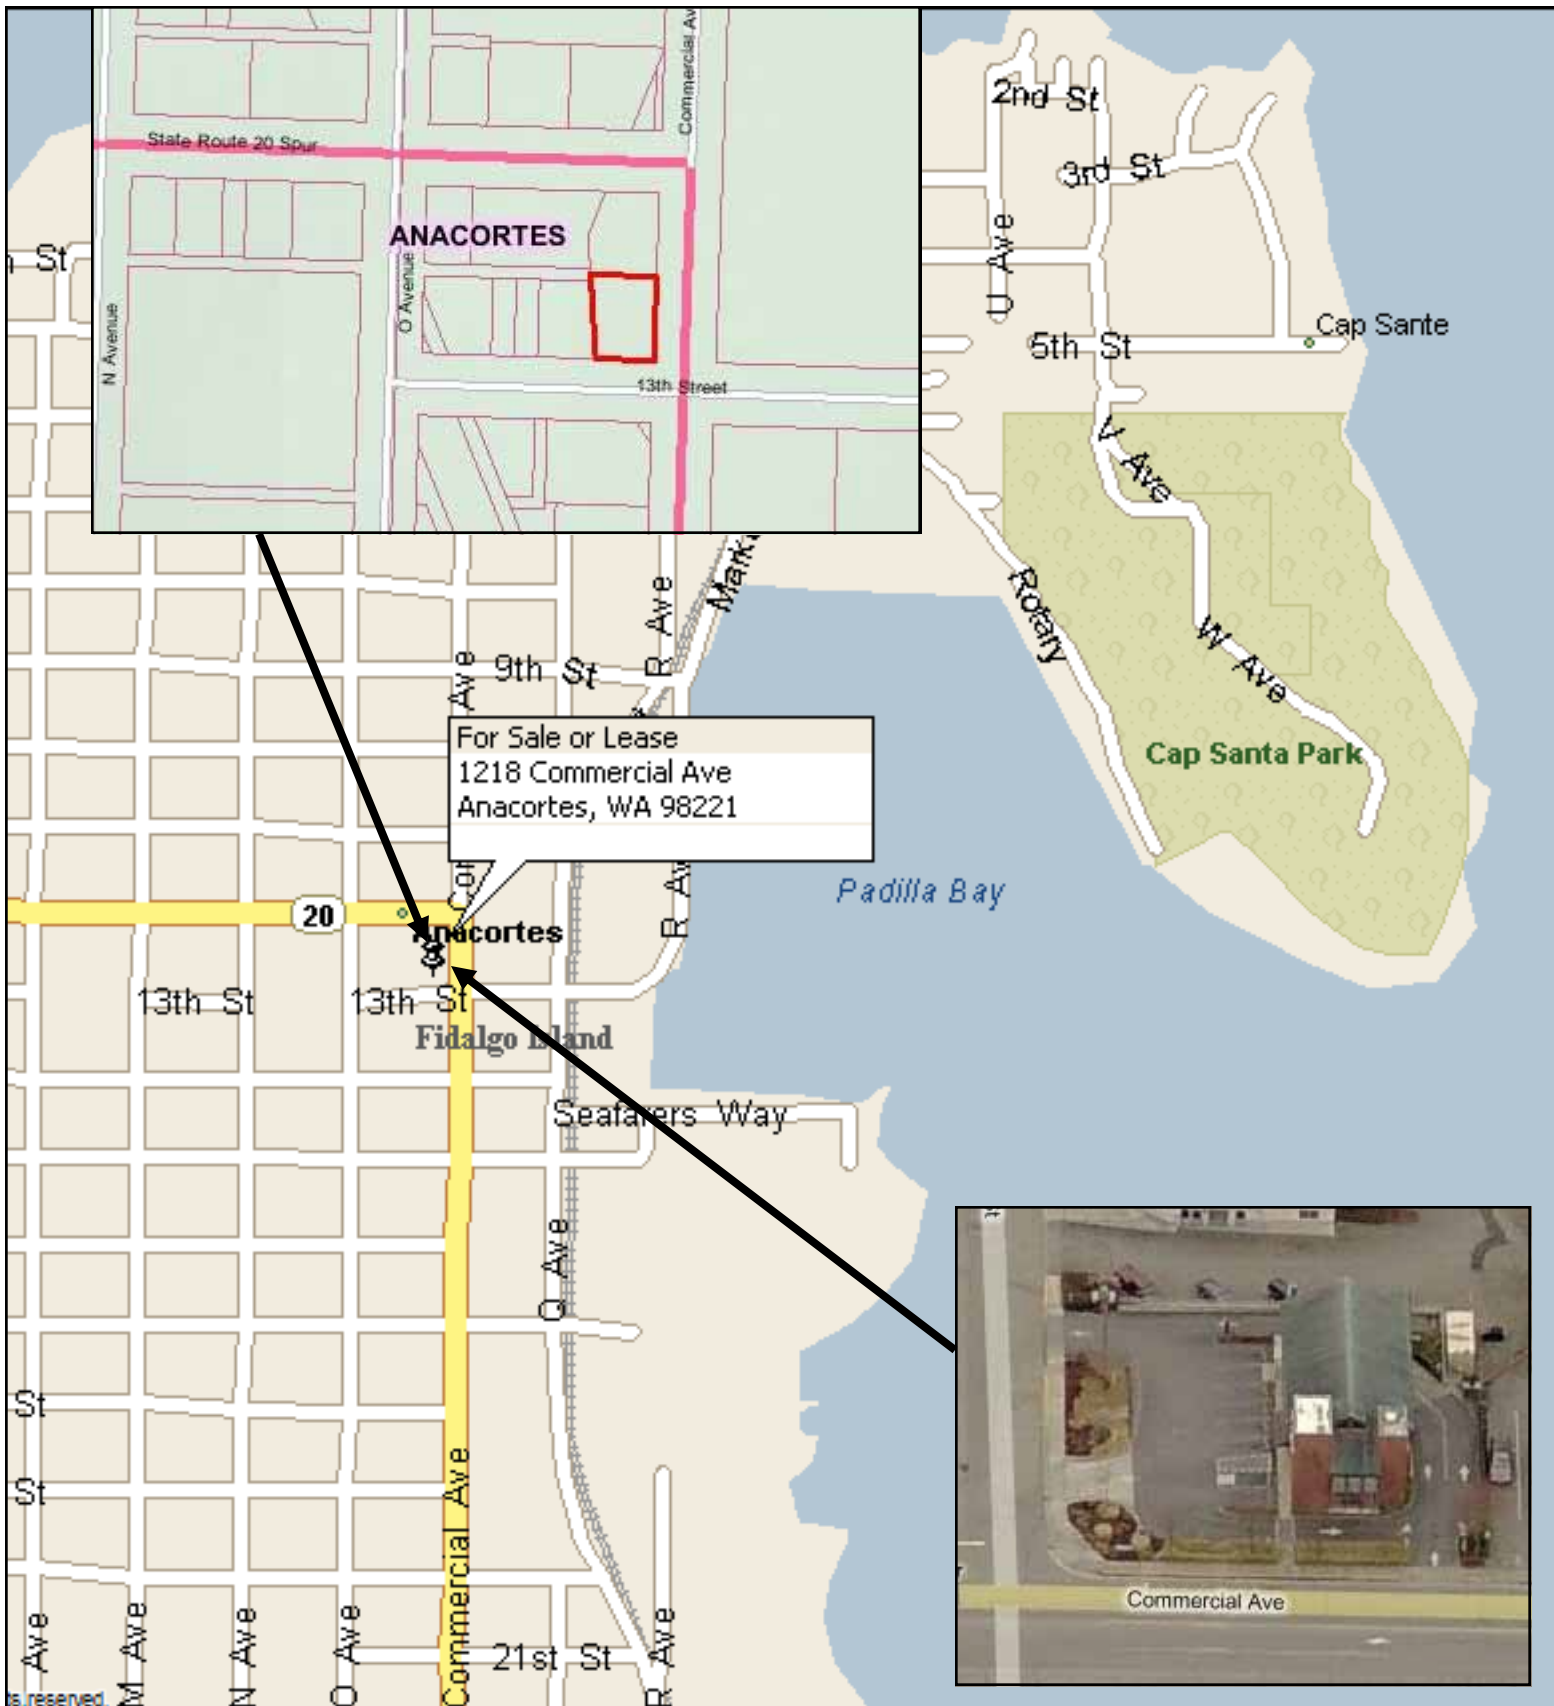 Commercial Av
State Route 20 Spur
ANACORTES
O Avenue
N Avenue
13th Street
2nd St
3rd St
U Ave
St
5th St
Cap Sante
V Ave
Rotary
W Ave
Cap Santa Park
R Ave
9th St
Ave
For Sale or Lease
1218 Commercial Ave
Anacortes, WA 98221
Padilla Bay
20
Anacortes
13th St
13th St
Fidalgo Island
Seafarers Way
Q Ave
St
St
Commercial Ave
Commercial Ave
21st St
Ave
M Ave
N Ave
O Ave
R Ave
ts reserved.